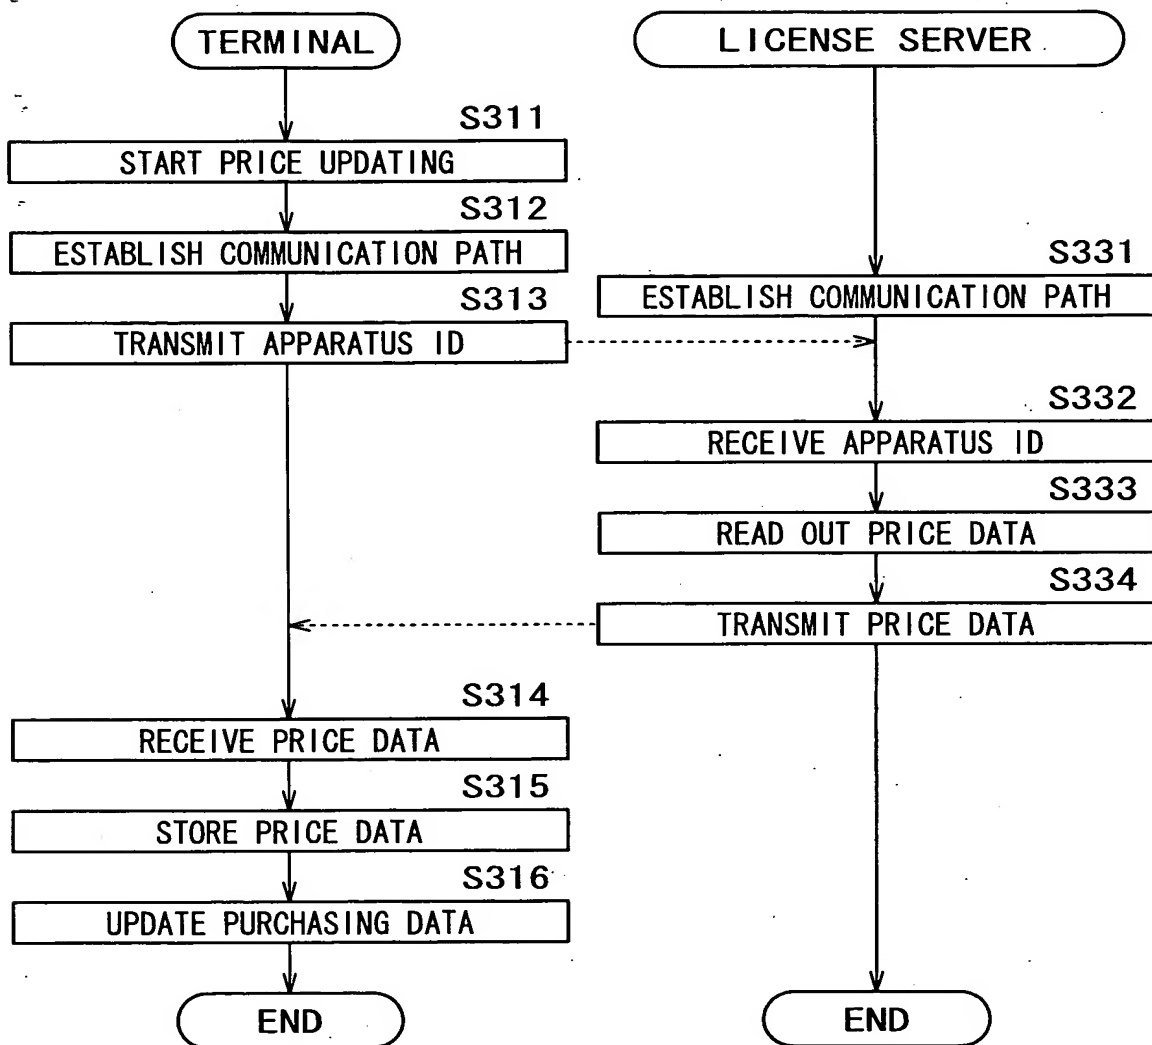 TERMINAL
S311
START PRICE UPDATING
S312
ESTABLISH COMMUNICATION PATH
S313
TRANSMIT APPARATUS ID
S314
RECEIVE PRICE DATA
S315
STORE PRICE DATA
S316
UPDATE PURCHASING DATA
END
LICENSE SERVER
S331
ESTABLISH COMMUNICATION PATH
S332
RECEIVE APPARATUS ID
S333
READ OUT PRICE DATA
S334
TRANSMIT PRICE DATA
END